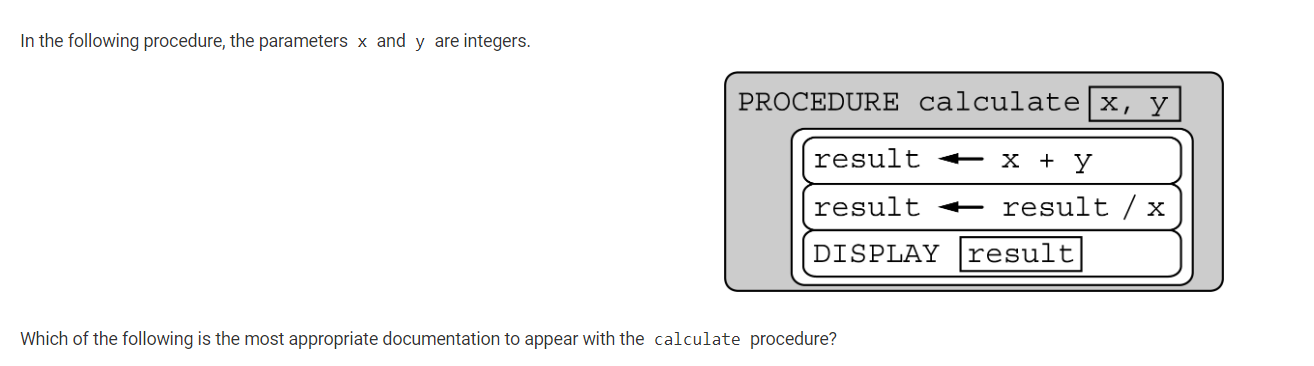 In the following procedure, the parameters x and y are integers.
PROCEDURE calculate x, y
result ← x + y
result ← result / x
DISPLAY result
Which of the following is the most appropriate documentation to appear with the calculate procedure?